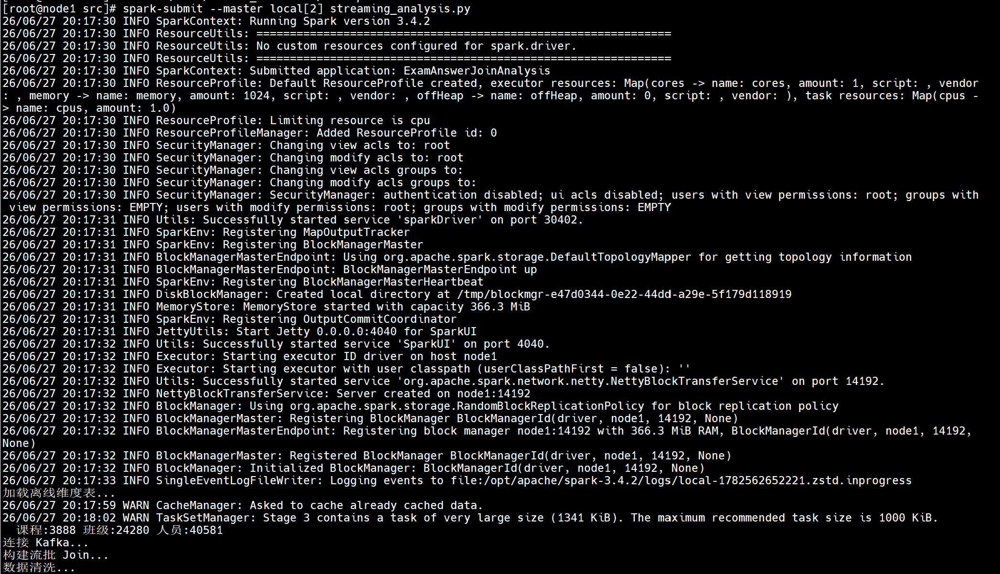 [root@node1 src]# spark-submit --master local[2] streaming_analysis.py
26/06/27 20:17:30 INFO SparkContext: Running Spark version 3.4.2
26/06/27 20:17:30 INFO ResourceUtils: ==============================================================
26/06/27 20:17:30 INFO ResourceUtils: No custom resources configured for spark.driver.
26/06/27 20:17:30 INFO ResourceUtils: ==============================================================
26/06/27 20:17:30 INFO SparkContext: Submitted application: ExamAnswerJoinAnalysis
26/06/27 20:17:30 INFO ResourceProfile: Default ResourceProfile created, executor resources: Map(cores -> name: cores, amount: 1, script: , vendor
: , memory -> name: memory, amount: 1024, script: , vendor: , offHeap -> name: offHeap, amount: 0, script: , vendor: ), task resources: Map(cpus -
> name: cpus, amount: 1.0)
26/06/27 20:17:30 INFO ResourceProfile: Limiting resource is cpu
26/06/27 20:17:30 INFO ResourceProfileManager: Added ResourceProfile id: 0
26/06/27 20:17:30 INFO SecurityManager: Changing view acls to: root
26/06/27 20:17:30 INFO SecurityManager: Changing modify acls to: root
26/06/27 20:17:30 INFO SecurityManager: Changing view acls groups to:
26/06/27 20:17:30 INFO SecurityManager: Changing modify acls groups to:
26/06/27 20:17:30 INFO SecurityManager: SecurityManager: authentication disabled; ui acls disabled; users with view permissions: root; groups with
 view permissions: EMPTY; users with modify permissions: root; groups with modify permissions: EMPTY
26/06/27 20:17:31 INFO Utils: Successfully started service 'sparkDriver' on port 30402.
26/06/27 20:17:31 INFO SparkEnv: Registering MapOutputTracker
26/06/27 20:17:31 INFO SparkEnv: Registering BlockManagerMaster
26/06/27 20:17:31 INFO BlockManagerMasterEndpoint: Using org.apache.spark.storage.DefaultTopologyMapper for getting topology information
26/06/27 20:17:31 INFO BlockManagerMasterEndpoint: BlockManagerMasterEndpoint up
26/06/27 20:17:31 INFO SparkEnv: Registering BlockManagerMasterHeartbeat
26/06/27 20:17:31 INFO DiskBlockManager: Created local directory at /tmp/blockmgr-e47d0344-0e22-44dd-a29e-5f179d118919
26/06/27 20:17:31 INFO MemoryStore: MemoryStore started with capacity 366.3 MiB
26/06/27 20:17:31 INFO SparkEnv: Registering OutputCommitCoordinator
26/06/27 20:17:31 INFO JettyUtils: Start Jetty 0.0.0.0:4040 for SparkUI
26/06/27 20:17:32 INFO Utils: Successfully started service 'SparkUI' on port 4040.
26/06/27 20:17:32 INFO Executor: Starting executor ID driver on host node1
26/06/27 20:17:32 INFO Executor: Starting executor with user classpath (userClassPathFirst = false): ''
26/06/27 20:17:32 INFO Utils: Successfully started service 'org.apache.spark.network.netty.NettyBlockTransferService' on port 14192.
26/06/27 20:17:32 INFO NettyBlockTransferService: Server created on node1:14192
26/06/27 20:17:32 INFO BlockManager: Using org.apache.spark.storage.RandomBlockReplicationPolicy for block replication policy
26/06/27 20:17:32 INFO BlockManagerMaster: Registering BlockManager BlockManagerId(driver, node1, 14192, None)
26/06/27 20:17:32 INFO BlockManagerMasterEndpoint: Registering block manager node1:14192 with 366.3 MiB RAM, BlockManagerId(driver, node1, 14192,
None)
26/06/27 20:17:32 INFO BlockManagerMaster: Registered BlockManager BlockManagerId(driver, node1, 14192, None)
26/06/27 20:17:32 INFO BlockManager: Initialized BlockManager: BlockManagerId(driver, node1, 14192, None)
26/06/27 20:17:33 INFO SingleEventLogFileWriter: Logging events to file:/opt/apache/spark-3.4.2/logs/local-1782562652221.zstd.inprogress
加载离线维度表...
26/06/27 20:17:59 WARN CacheManager: Asked to cache already cached data.
26/06/27 20:18:02 WARN TaskSetManager: Stage 3 contains a task of very large size (1341 KiB). The maximum recommended task size is 1000 KiB.
  课程:3888 班级:24280 人员:40581
连接 Kafka...
构建流批 Join...
数据清洗...